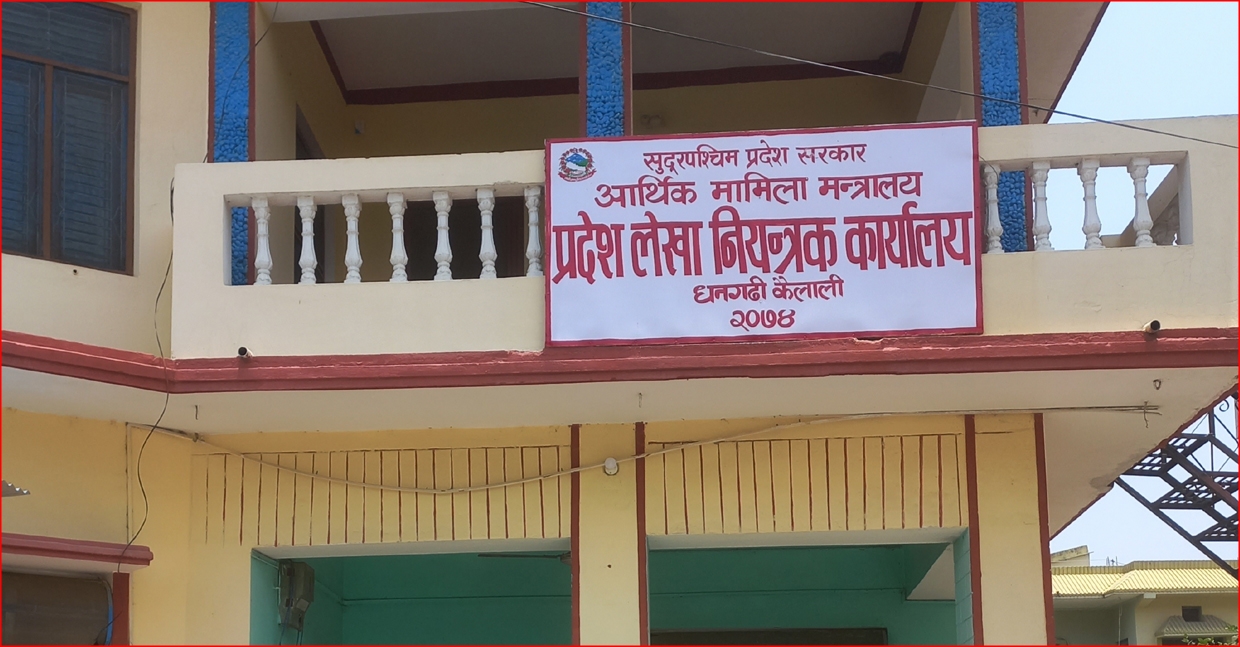 सुदूरपश्चिम प्रदेश सरकार
आर्थिक मामिला मन्त्रालय
प्रदेश लेखा नियन्त्रक कार्यालय
धनगढी कैलाली
२०७४